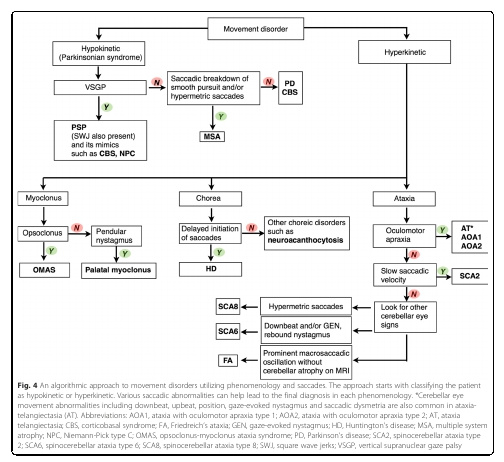 Movement disorder
Hypokinetic
(Parkinsonian syndrome)
Hyperkinetic
VSGP
N
Saccadic breakdown of
smooth pursuit and/or
hypermetric saccades
N
PD
CBS
Y
Y
PSP
(SWJ also present)
and its mimics
such as CBS, NPC
MSA
Myoclonus
Chorea
Ataxia
Opsoclonus
N
Pendular
nystagmus
Delayed initiation
of saccades
N
Other choreic disorders
such as
neuroacanthocytosis
Oculomotor
apraxia
Y
AT*
AOA1
AOA2
Y
Y
Y
N
OMAS
Palatal myoclonus
HD
Slow saccadic
velocity
Y
SCA2
N
SCA8
Hypermetric saccades
Look for other
cerebellar eye
signs
SCA6
Downbeat and/or GEN,
rebound nystagmus
FA
Prominent macrosaccadic
oscillation without
cerebellar atrophy on MRI
Fig. 4 An algorithmic approach to movement disorders utilizing phenomenology and saccades. The approach starts with classifying the patient
as hypokinetic or hyperkinetic. Various saccadic abnormalities can help lead to the final diagnosis in each phenomenology. *Cerebellar eye
movement abnormalities including downbeat, upbeat, position, gaze-evoked nystagmus and saccadic dysmetria are also common in ataxia-
telangiectasia (AT). Abbreviations: AOA1, ataxia with oculomotor apraxia type 1; AOA2, ataxia with oculomotor apraxia type 2; AT, ataxia
telangiectasia; CBS, corticobasal syndrome; FA, Friedreich's ataxia; GEN, gaze-evoked nystagmus; HD, Huntington's disease; MSA, multiple system
atrophy; NPC, Niemann-Pick type C; OMAS, opsoclonus-myoclonus ataxia syndrome; PD, Parkinson's disease; SCA2, spinocerebellar ataxia type
2; SCA6, spinocerebellar ataxia type 6; SCA8, spinocerebellar ataxia type 8; SWJ, square wave jerks; VSGP, vertical supranuclear gaze palsy